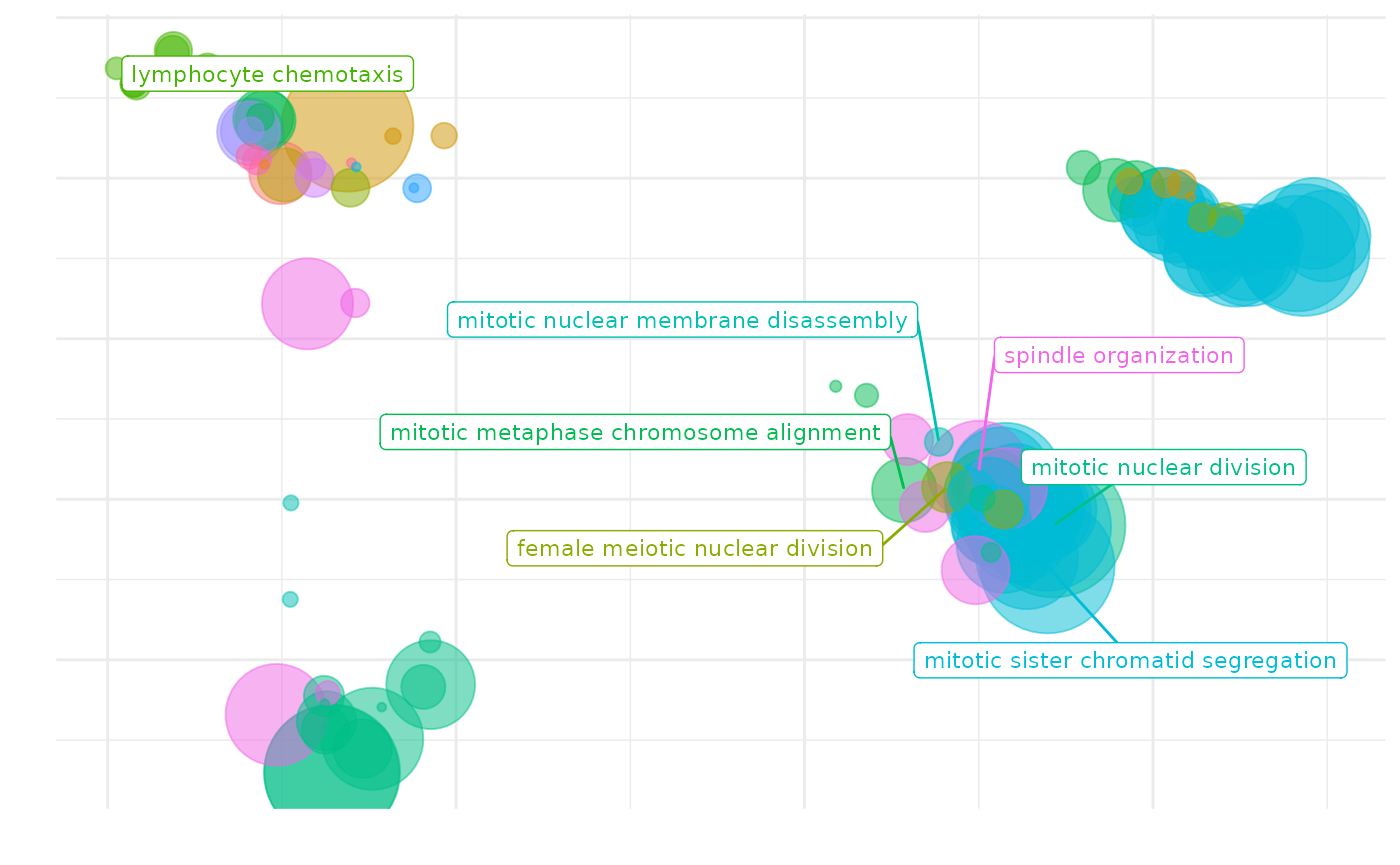 lymphocyte chemotaxis
mitotic nuclear membrane disassembly
spindle organization
mitotic metaphase chromosome alignment
mitotic nuclear division
female meiotic nuclear division
mitotic sister chromatid segregation